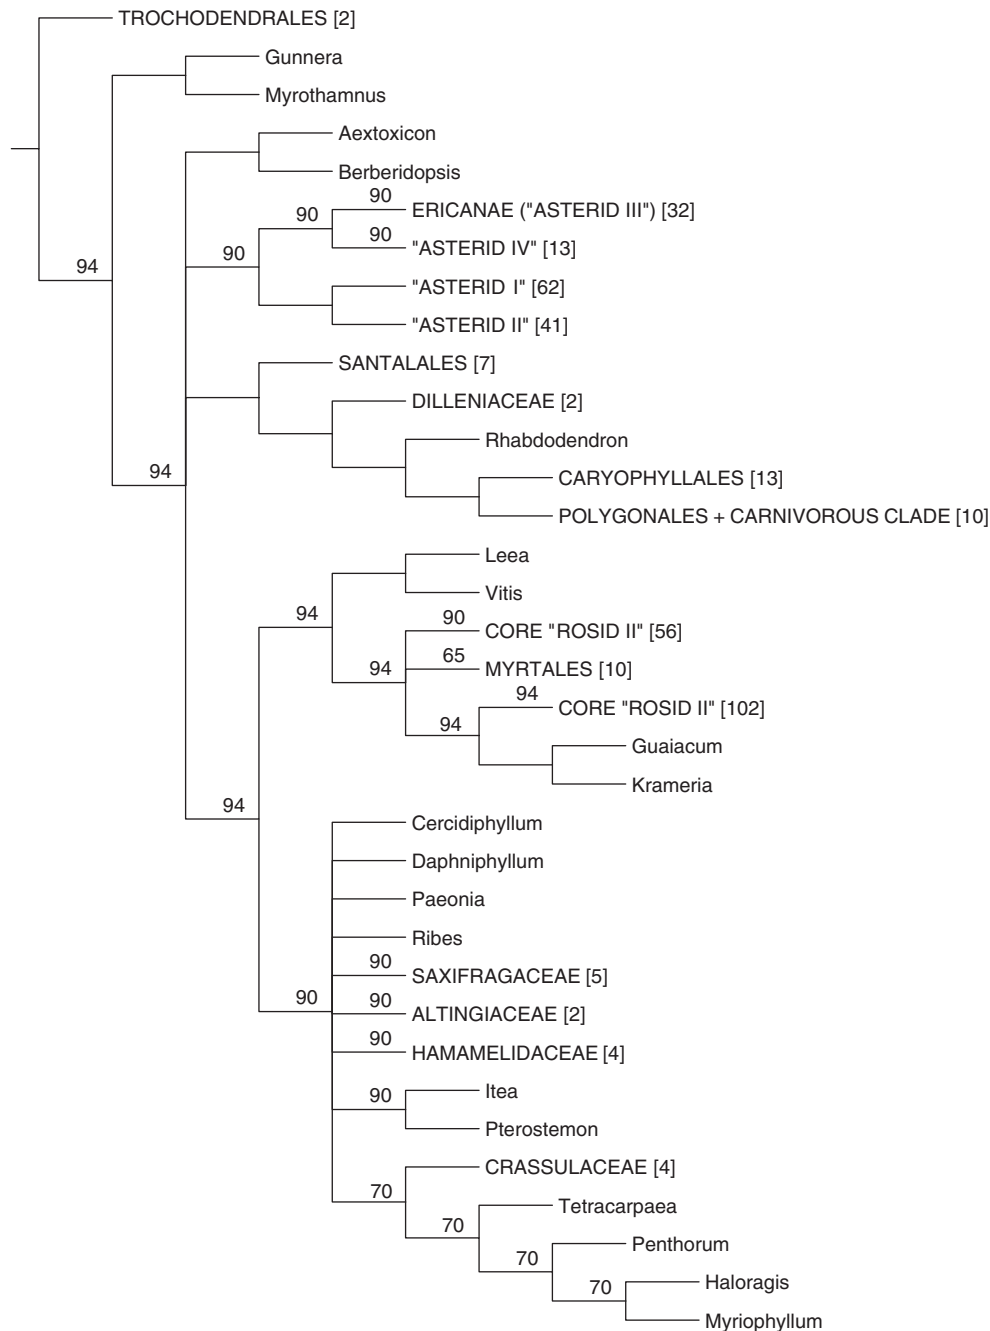 TROCHODENDRALES [2]
Gunnera
Myrothamnus
Aextoxicon
Berberidopsis
90
ERICANAE ("ASTERID III") [32]
90
90
"ASTERID IV" [13]
90
94
"ASTERID I" [62]
"ASTERID II" [41]
SANTALALES [7]
DILLENIACEAE [2]
Rhabdodendron
94
CARYOPHYLLALES [13]
POLYGONALES + CARNIVOROUS CLADE [10]
Leea
Vitis
94
90
CORE "ROSID II" [56]
65
MYRTALES [10]
94
94
CORE "ROSID II" [102]
94
Guaiacum
Krameria
94
Cercidiphyllum
Daphniphyllum
Paeonia
Ribes
90
SAXIFRAGACEAE [5]
90
90
ALTINGIACEAE [2]
90
HAMAMELIDACEAE [4]
90
Itea
Pterostemon
CRASSULACEAE [4]
70
Tetracarpaea
70
Penthorum
70
Haloragis
70
Myriophyllum